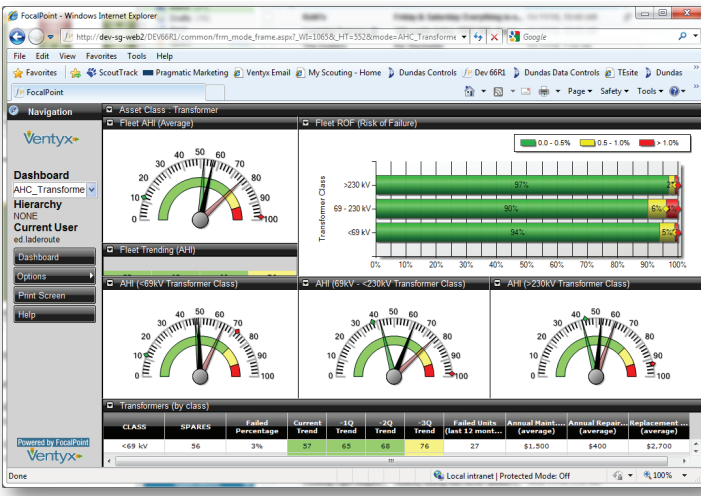 FocalPoint - Windows Internet Explorer
http://dev-sg-web2/DEV66R1/common/frm_mode_frame.aspx?_WI=1065&_HT=552&mode=AHC_Transforme
Google
File Edit View Favorites Tools Help
Favorites ScoutTrack Pragmatic Marketing Ventyx Email My Scouting - Home Dundas Controls Dev 66R1 Dundas Data Controls TEsite Dundas
FocalPoint
Page Safety Tools
Navigation
Ventyx
Dashboard
AHC_Transforme
Hierarchy
NONE
Current User
ed.laderoute
Dashboard
Options
Print Screen
Help
Powered by FocalPoint
Ventyx
Asset Class : Transformer
Fleet AHI (Average)
0 10 20 30 40 50 60 70 80 90 100
Fleet Trending (AHI)
Fleet ROF (Risk of Failure)
0.0 - 0.5% 0.5 - 1.0% > 1.0%
Transformer Class
>230 kV 97%
69 - 230 kV 90% 6%
<69 kV 94% 5%
0% 10% 20% 30% 40% 50% 60% 70% 80% 90% 100%
AHI (<69kV Transformer Class)
0 10 20 30 40 50 60 70 80 90 100
AHI (69kV - <230kV Transformer Class)
0 10 20 30 40 50 60 70 80 90 100
AHI (>230kV Transformer Class)
0 10 20 30 40 50 60 70 80 90 100
Transformers (by class)
CLASS SPARES Failed Percentage Current Trend -1Q Trend -2Q Trend -3Q Trend Failed Units (last 12 mont... Annual Maint.... (average) Annual Repair... (average) Replacement ... (average)
<69 kV 56 3% 57 65 68 76 27 $1,500 $400 $2,700
Done
Local intranet | Protected Mode: Off
100%